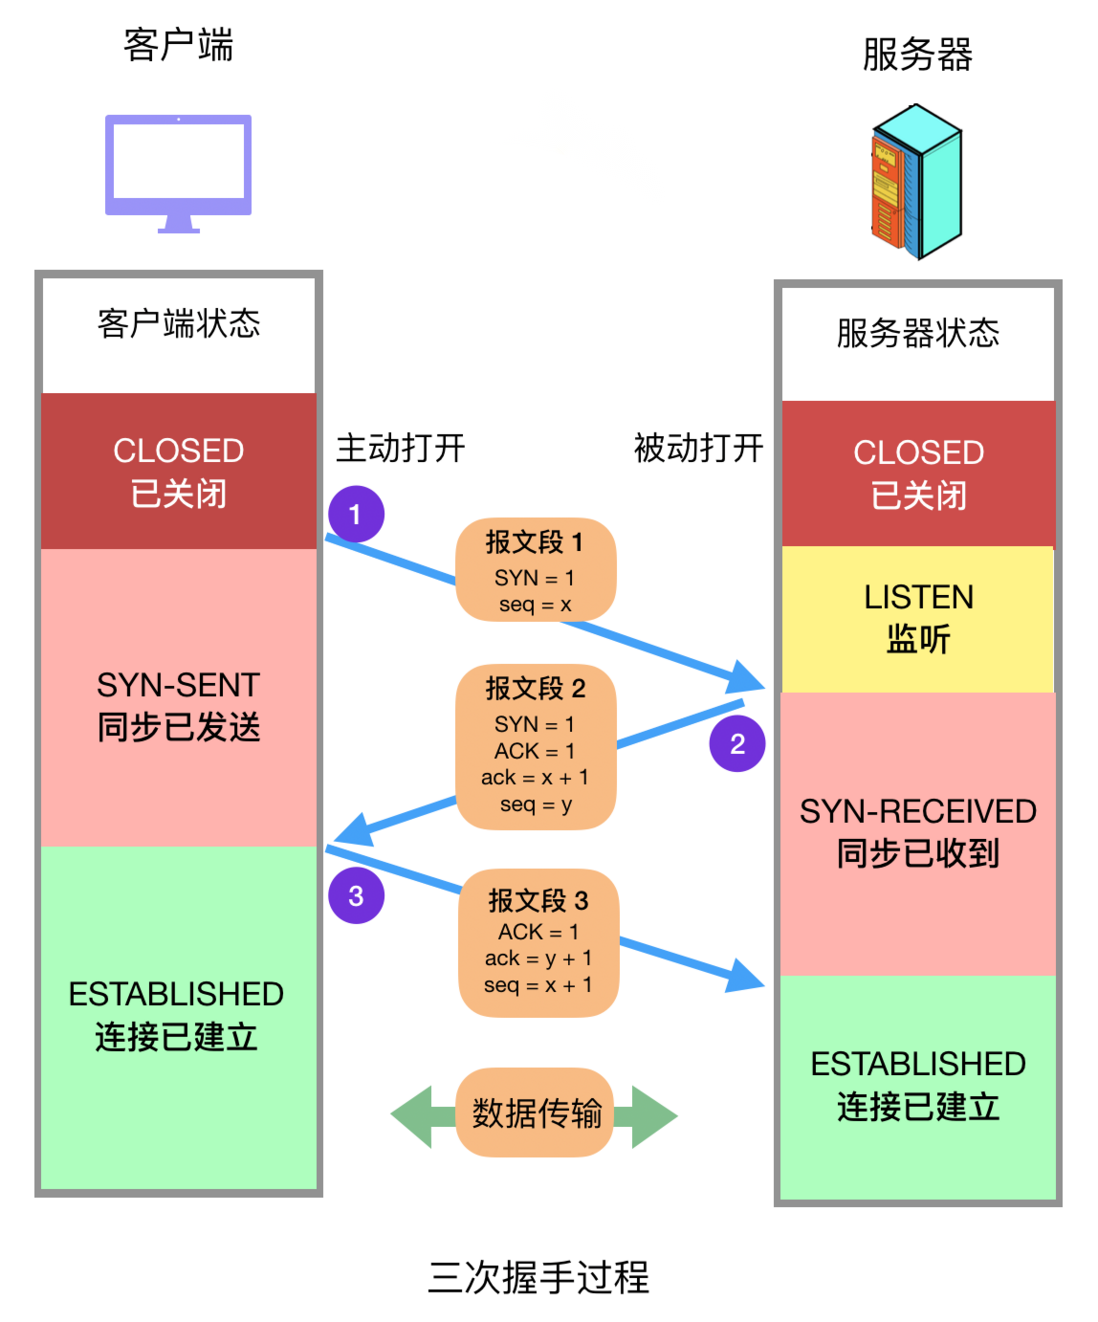 客户端
服务器
客户端状态
服务器状态
CLOSED
已关闭
主动打开
被动打开
CLOSED
已关闭
1
报文段 1
SYN = 1
seq = x
LISTEN
监听
SYN-SENT
同步已发送
报文段 2
SYN = 1
ACK = 1
ack = x + 1
seq = y
2
SYN-RECEIVED
同步已收到
3
报文段 3
ACK = 1
ack = y + 1
seq = x + 1
ESTABLISHED
连接已建立
ESTABLISHED
连接已建立
数据传输
三次握手过程